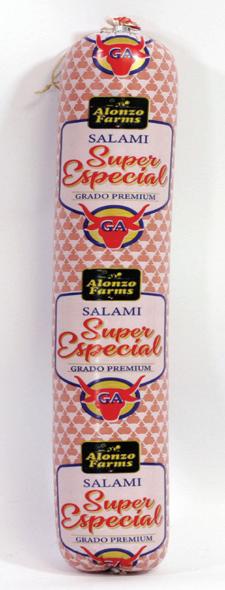 GA
Alonzo
Farms
SALAMI
Super
Especial
GRADO PREMIUM
GA
Alonzo
Farms
SALAMI
Super
Especial
GRADO PREMIUM
GA
Alonzo
Farms
SALAMI
Super
Especial
GRADO PREMIUM